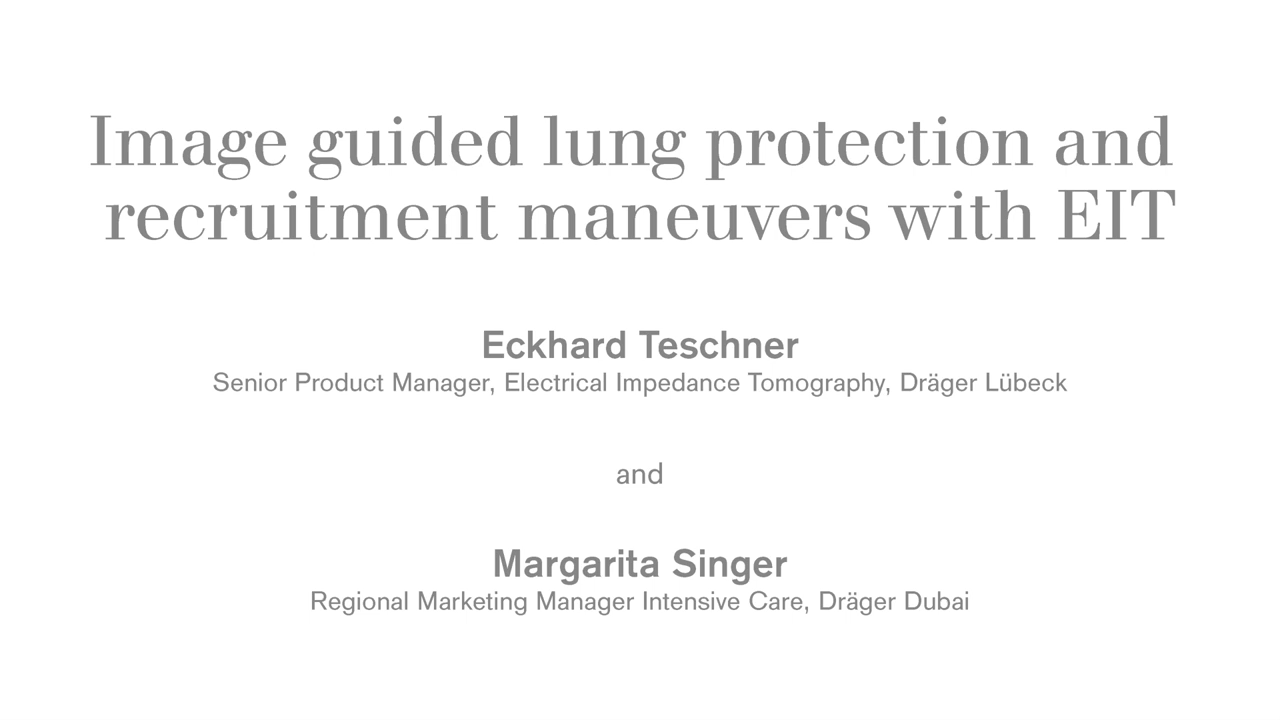 Image guided lung protection and
recruitment maneuvers with EIT
Eckhard Teschner
Senior Product Manager, Electrical Impedance Tomography, Dräger Lübeck
and
Margarita Singer
Regional Marketing Manager Intensive Care, Dräger Dubai